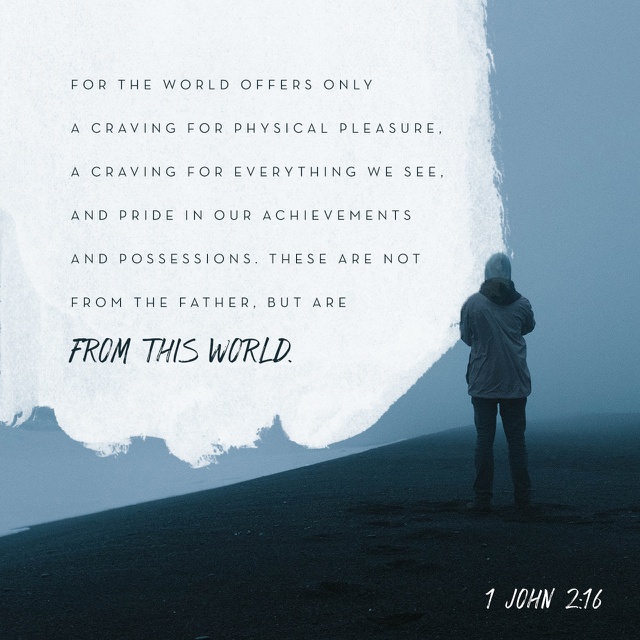 FOR THE WORLD OFFERS ONLY
A CRAVING FOR PHYSICAL PLEASURE,
A CRAVING FOR EVERYTHING WE SEE,
AND PRIDE IN OUR ACHIEVEMENTS
AND POSSESSIONS. THESE ARE NOT
FROM THE FATHER, BUT ARE
FROM THIS WORLD.
1 JOHN 2:16